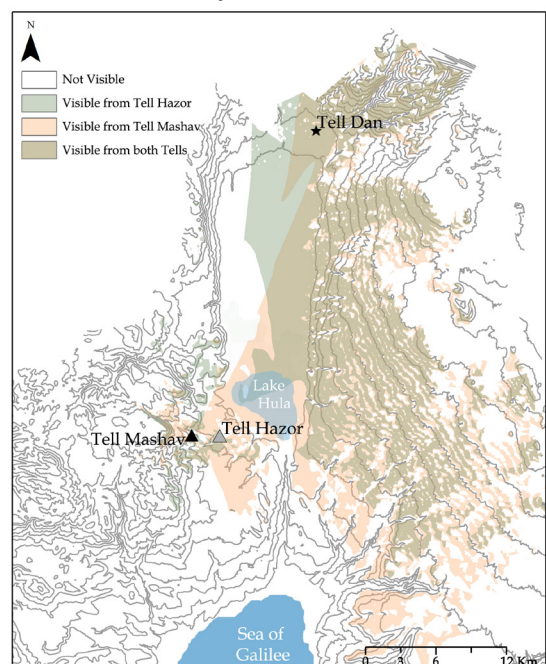 N
Not Visible
Visible from Tell Hazor
Visible from Tell Mashav
Visible from both Tells
Tell Dan
Lake
Hula
Tell Mashav
Tell Hazor
Sea of
Galilee
0 3 6 12 Km